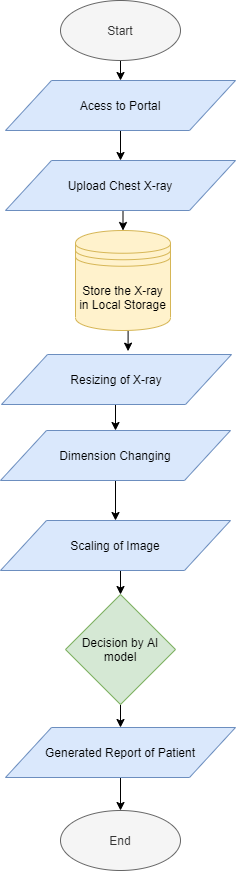 Start
Acess to Portal
Upload Chest X-ray
Store the X-ray
in Local Storage
Resizing of X-ray
Dimension Changing
Scaling of Image
Decision by AI
model
Generated Report of Patient
End